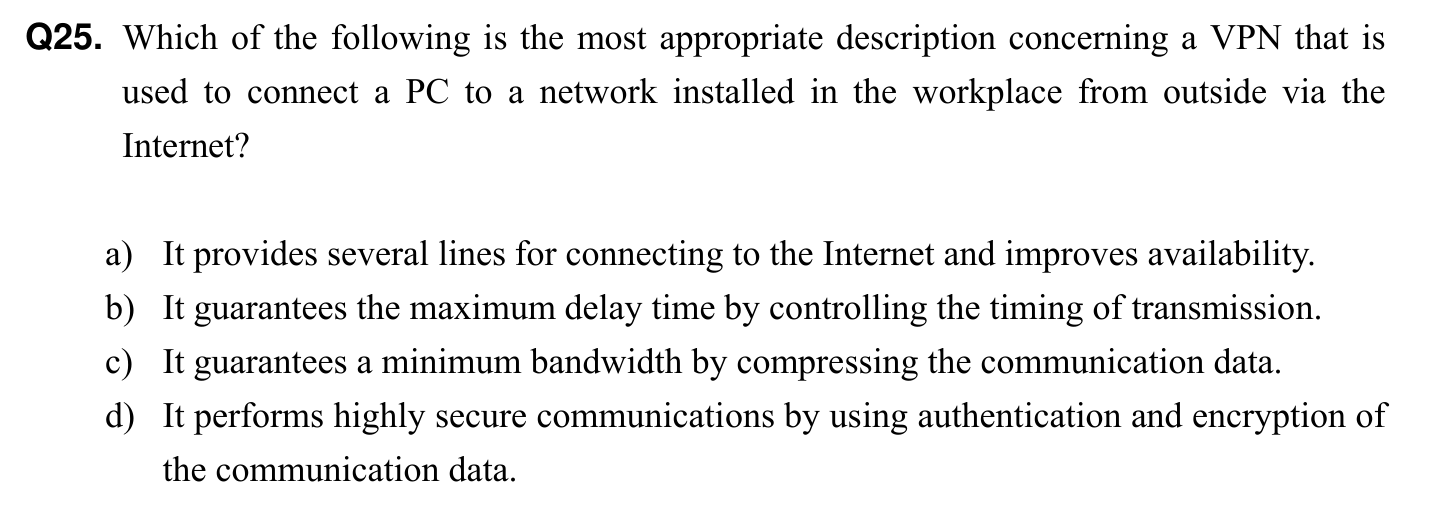 Q25. Which of the following is the most appropriate description concerning a VPN that is
used to connect a PC to a network installed in the workplace from outside via the
Internet?
a) It provides several lines for connecting to the Internet and improves availability.
b) It guarantees the maximum delay time by controlling the timing of transmission.
c) It guarantees a minimum bandwidth by compressing the communication data.
d) It performs highly secure communications by using authentication and encryption of
the communication data.